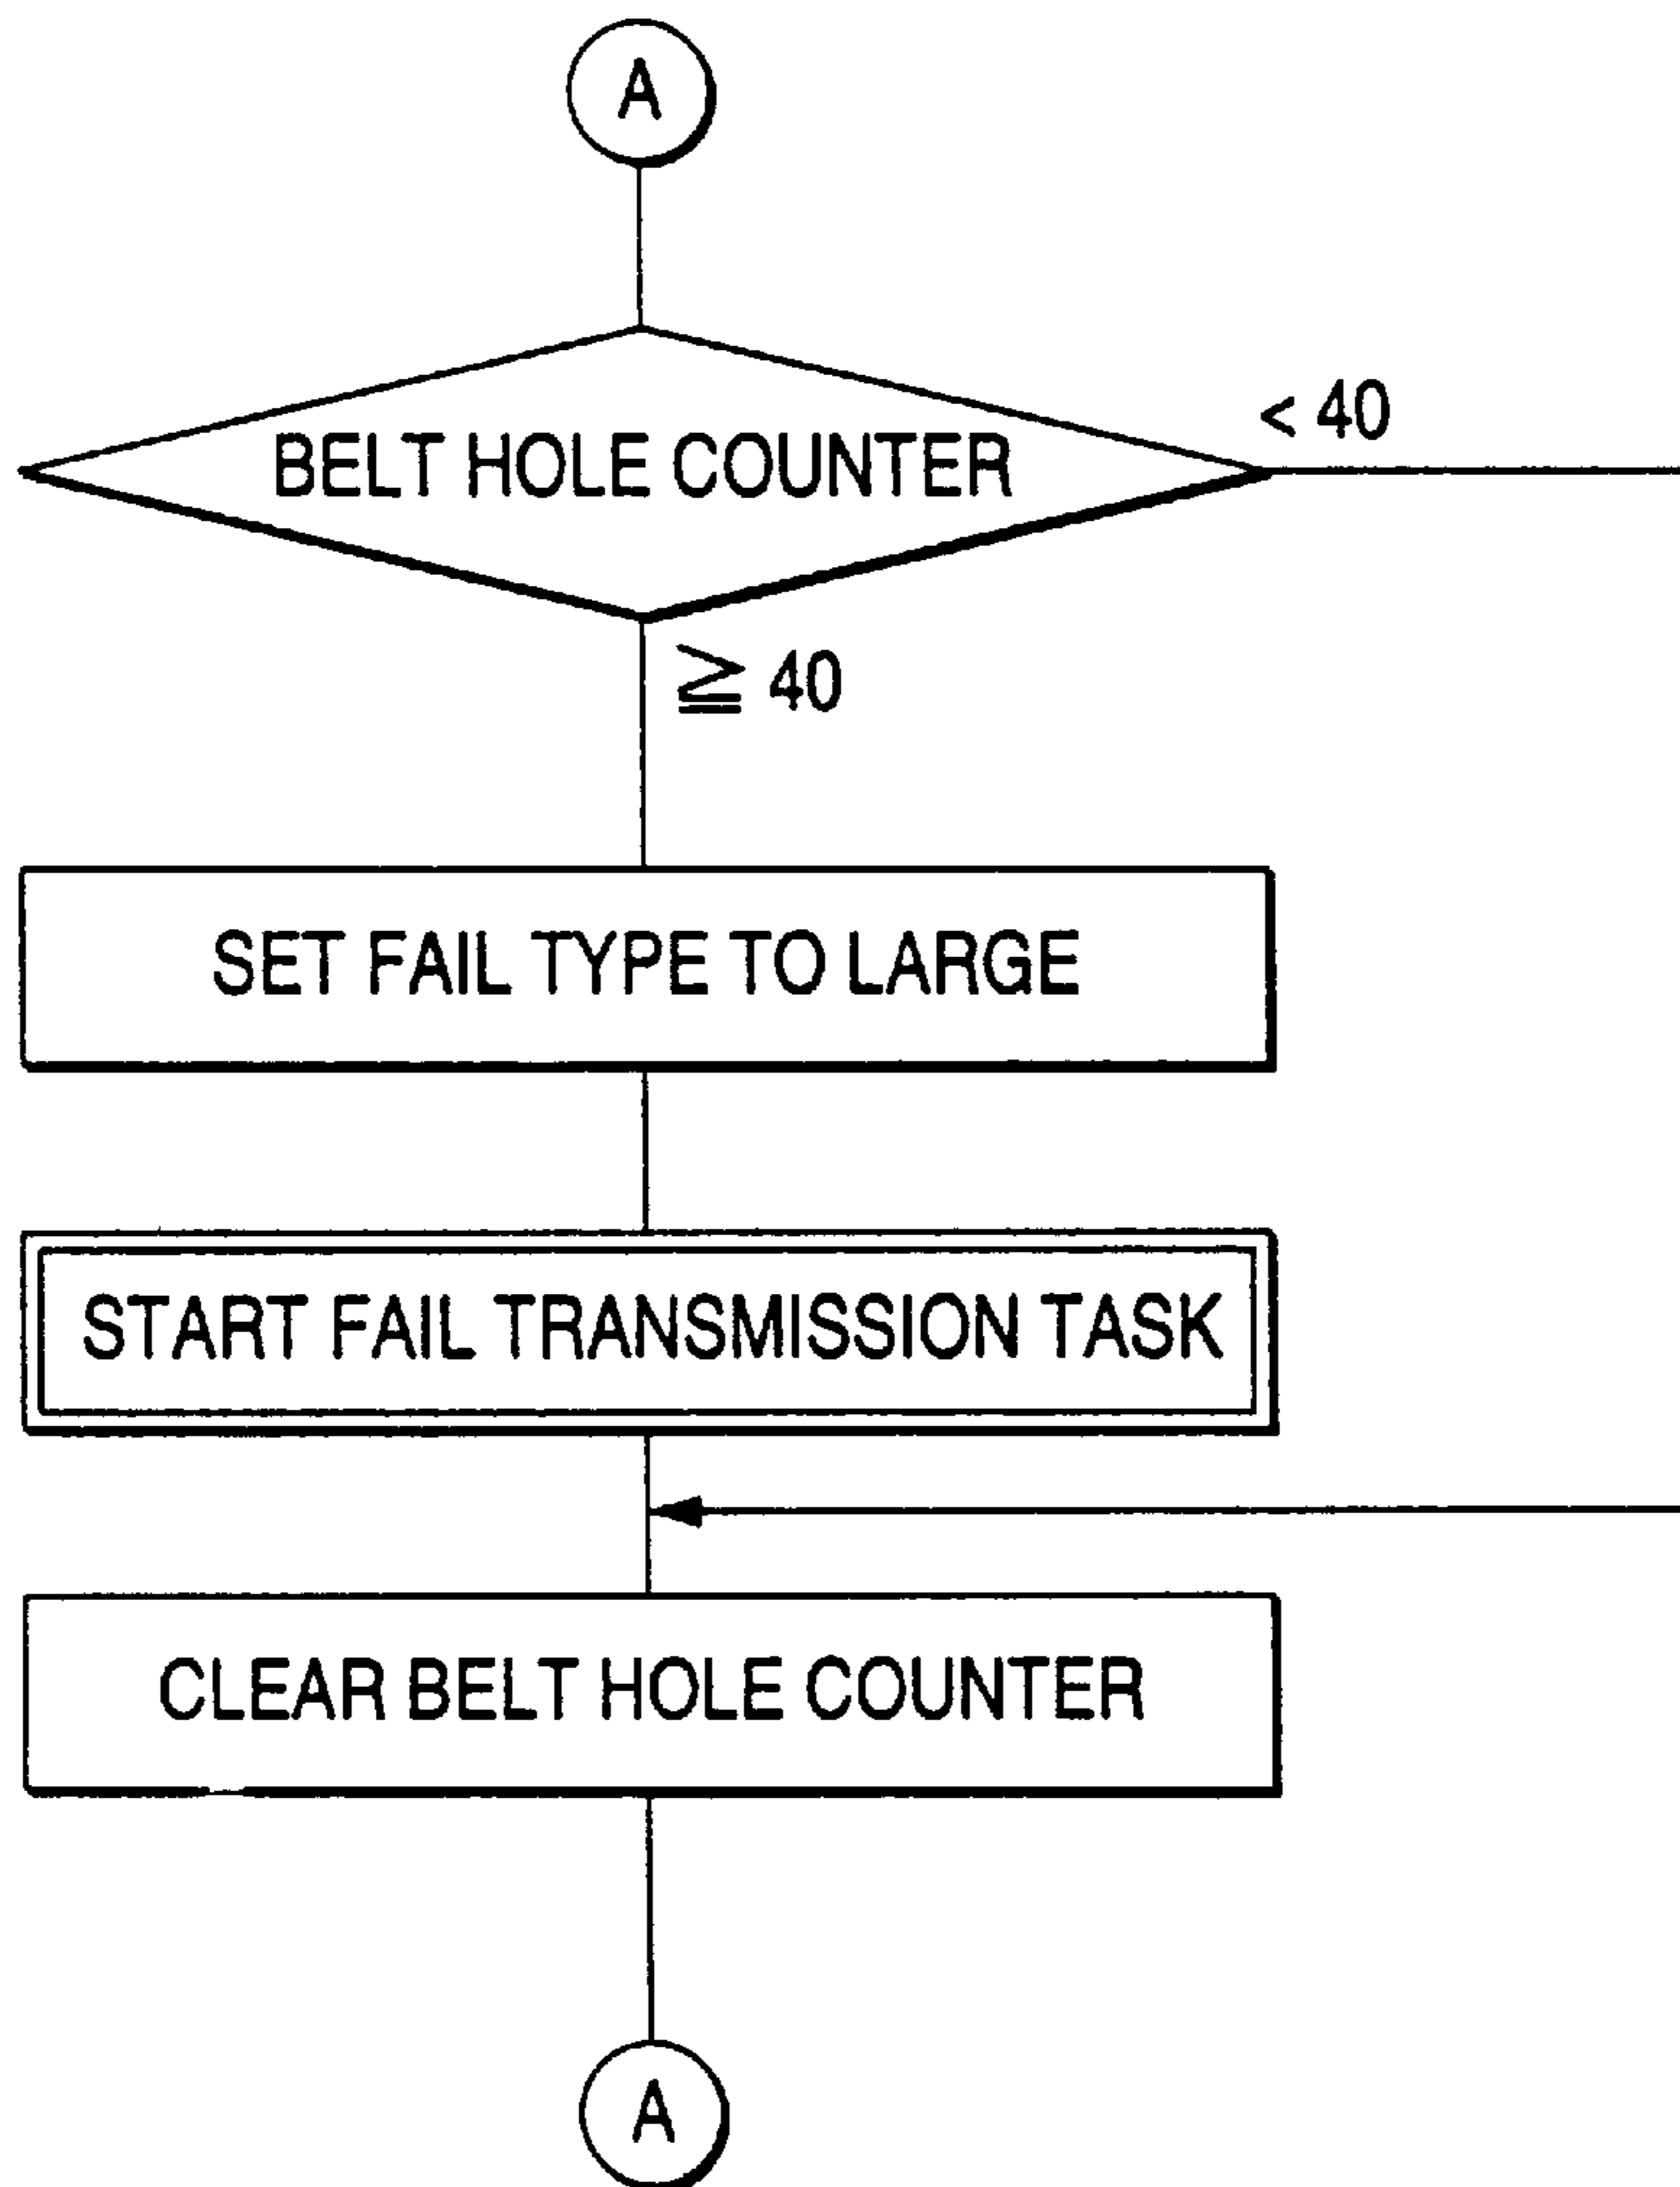 A
BELT HOLE COUNTER
< 40
≧ 40
SET FAIL TYPE TO LARGE
START FAIL TRANSMISSION TASK
CLEAR BELT HOLE COUNTER
A